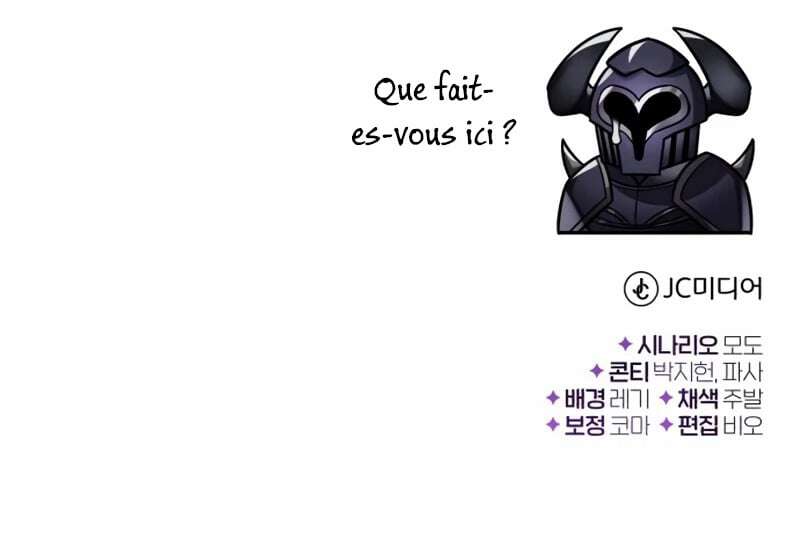 Que fait-
es-vous ici ?
JC JC미디어
✦시나리오 모도
✦콘티 박지헌, 파사
✦배경 레기 ✦채색 주발
✦보정 코마 ✦편집 비오